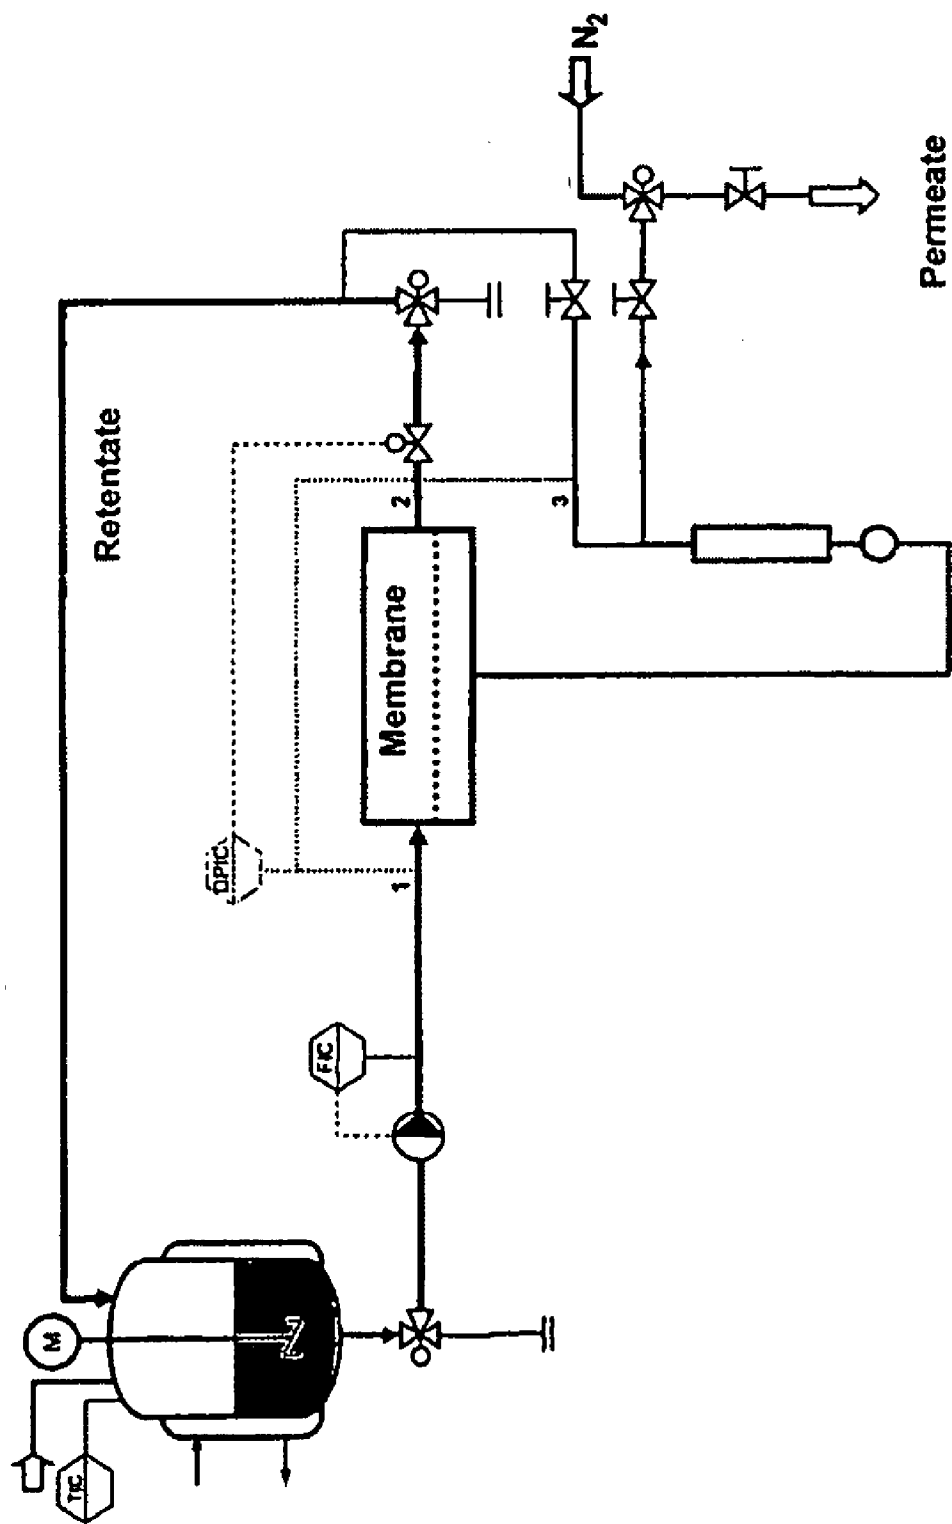 TIC
M
FIC
DPIC
1
Membrane
2
3
Retentate
N2
Permeate